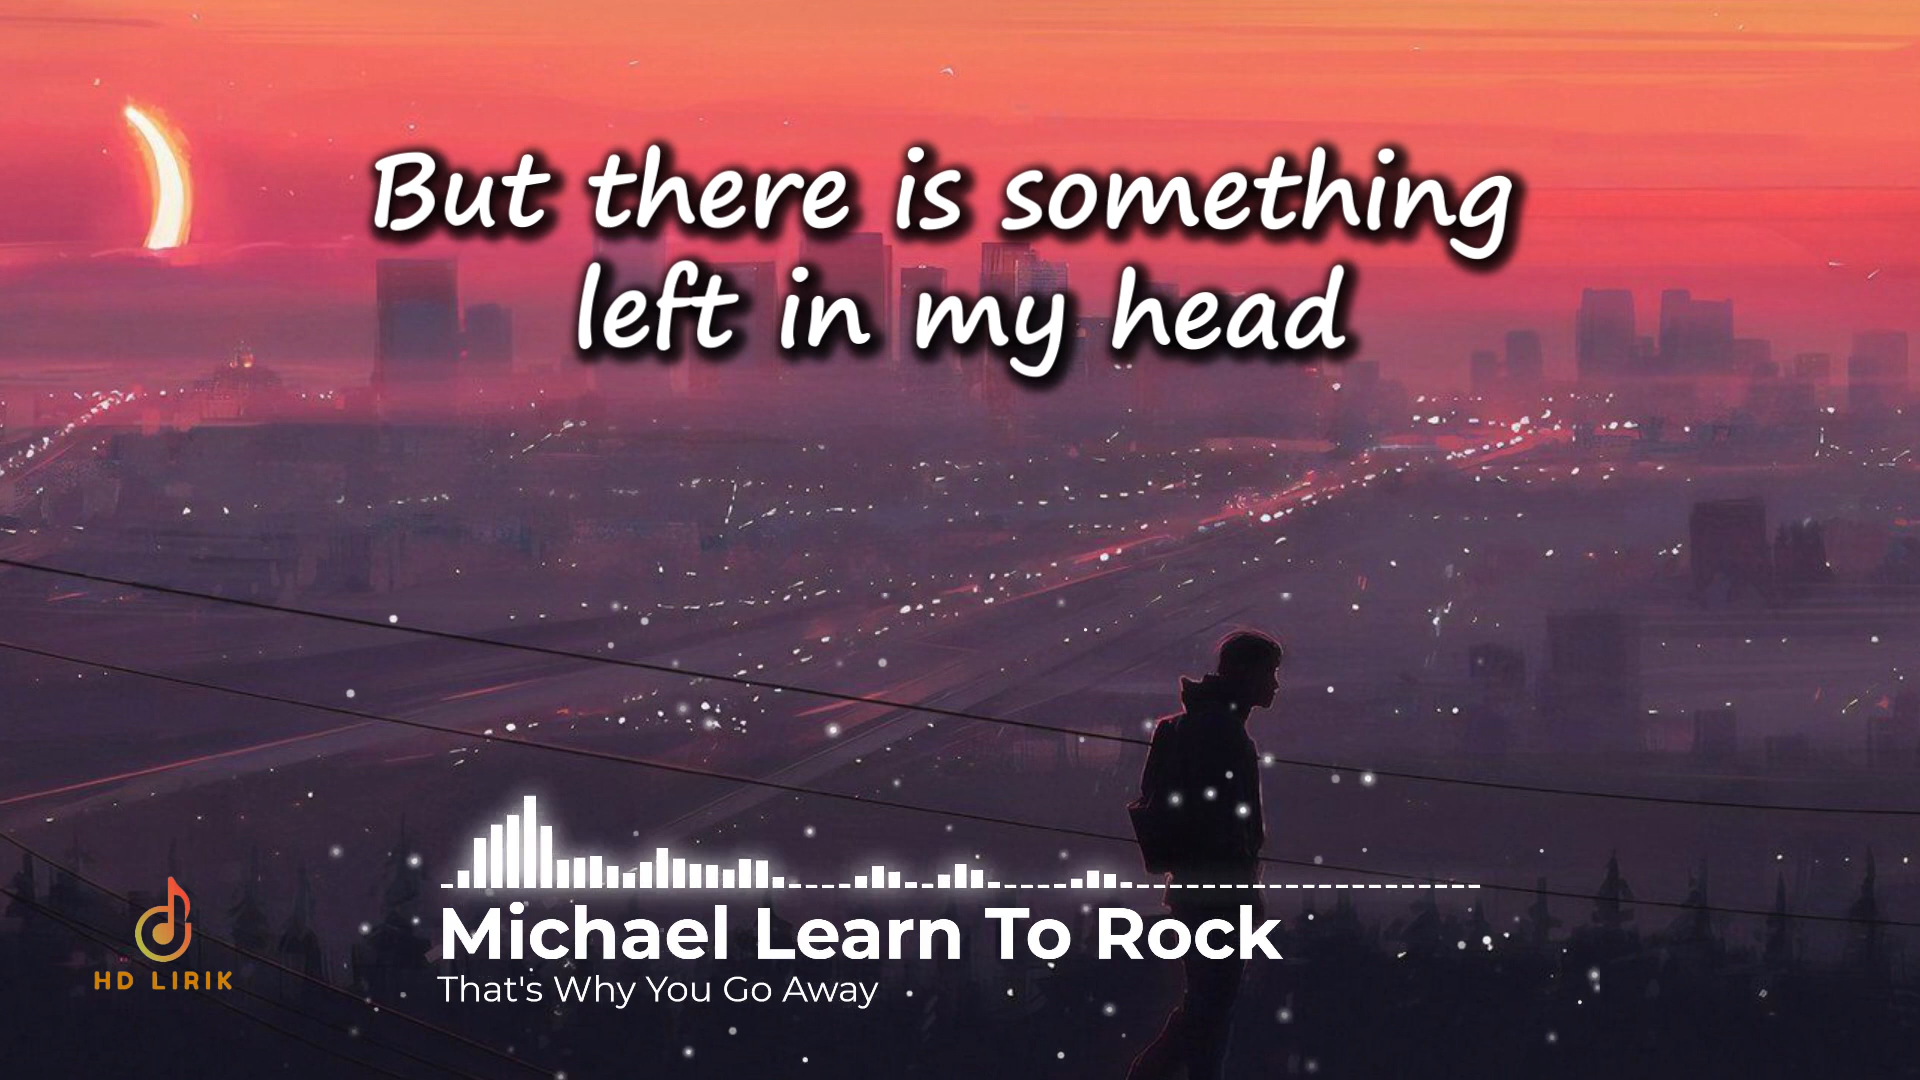 But there is something
left in my head
Michael Learn To Rock
That's Why You Go Away
HD LIRIK